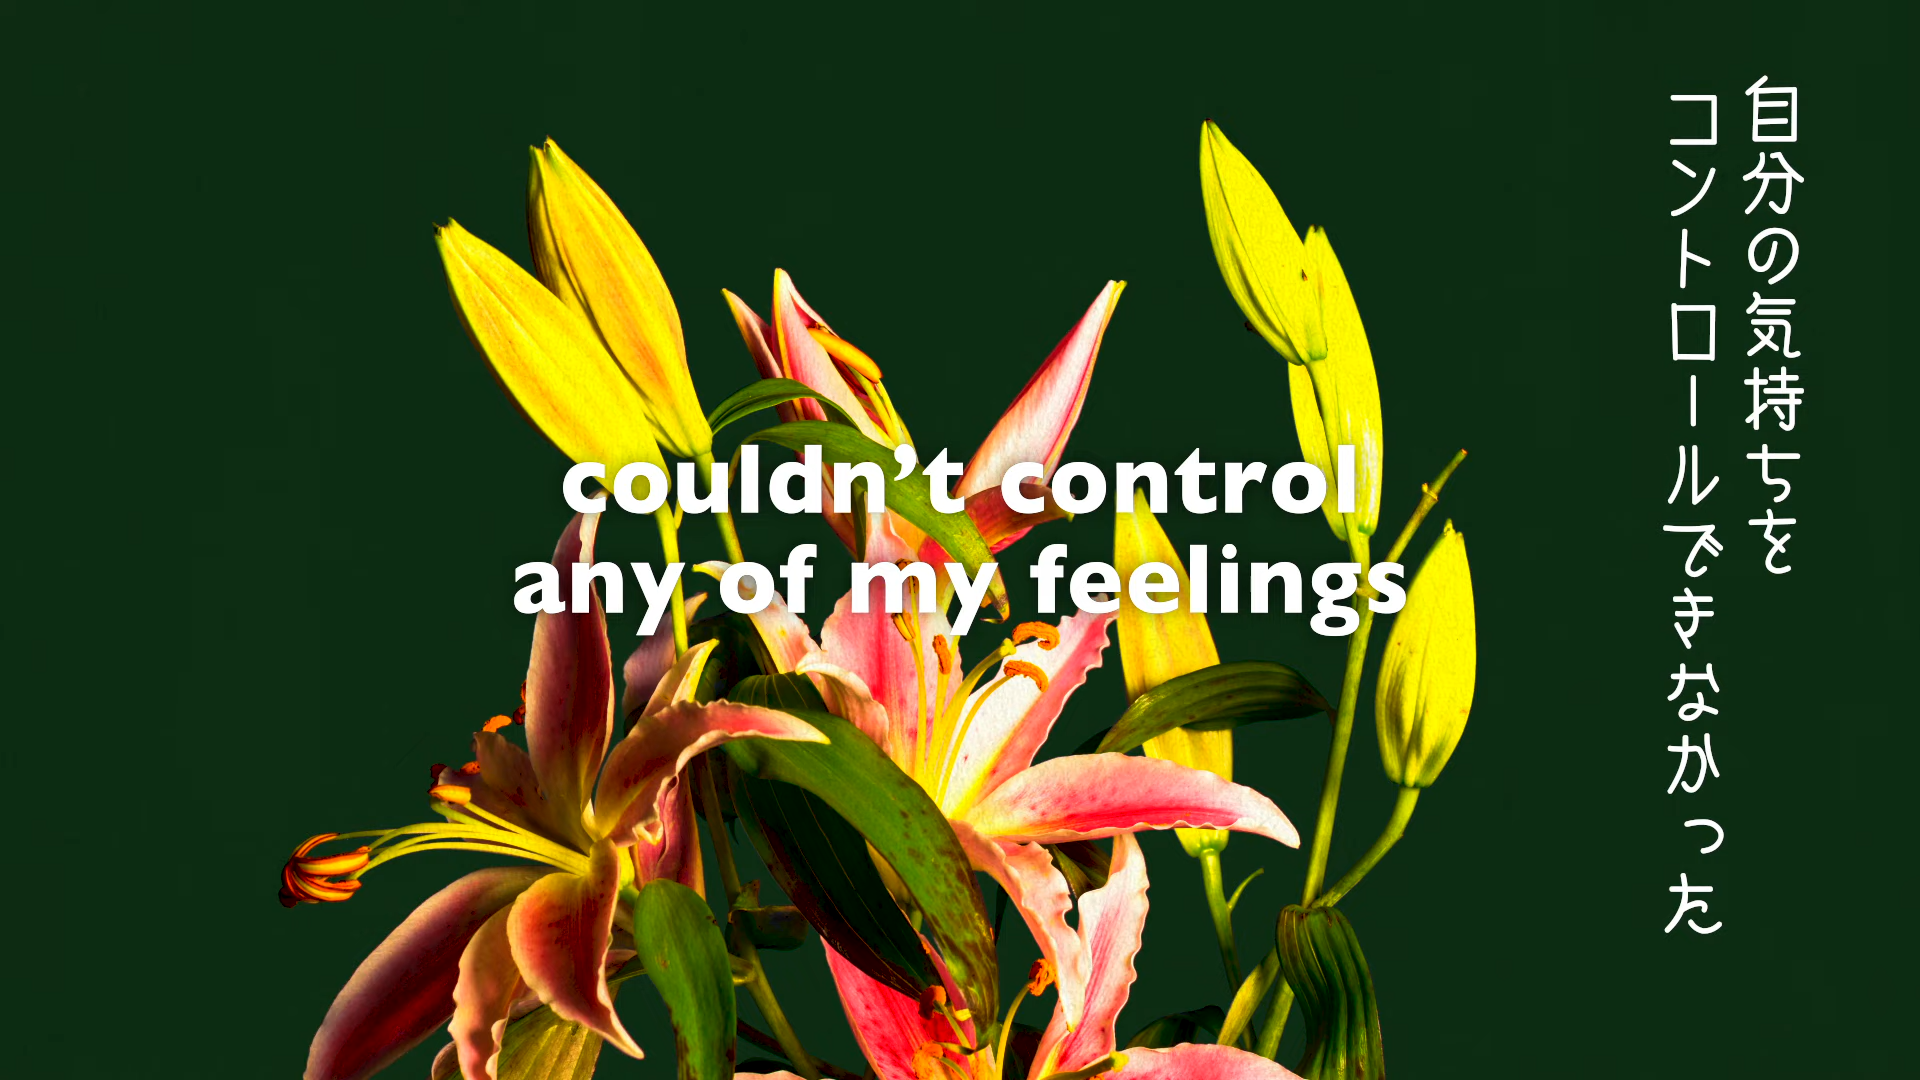 couldn’t control
any of my feelings
自分の気持ちを
コントロールできなかった